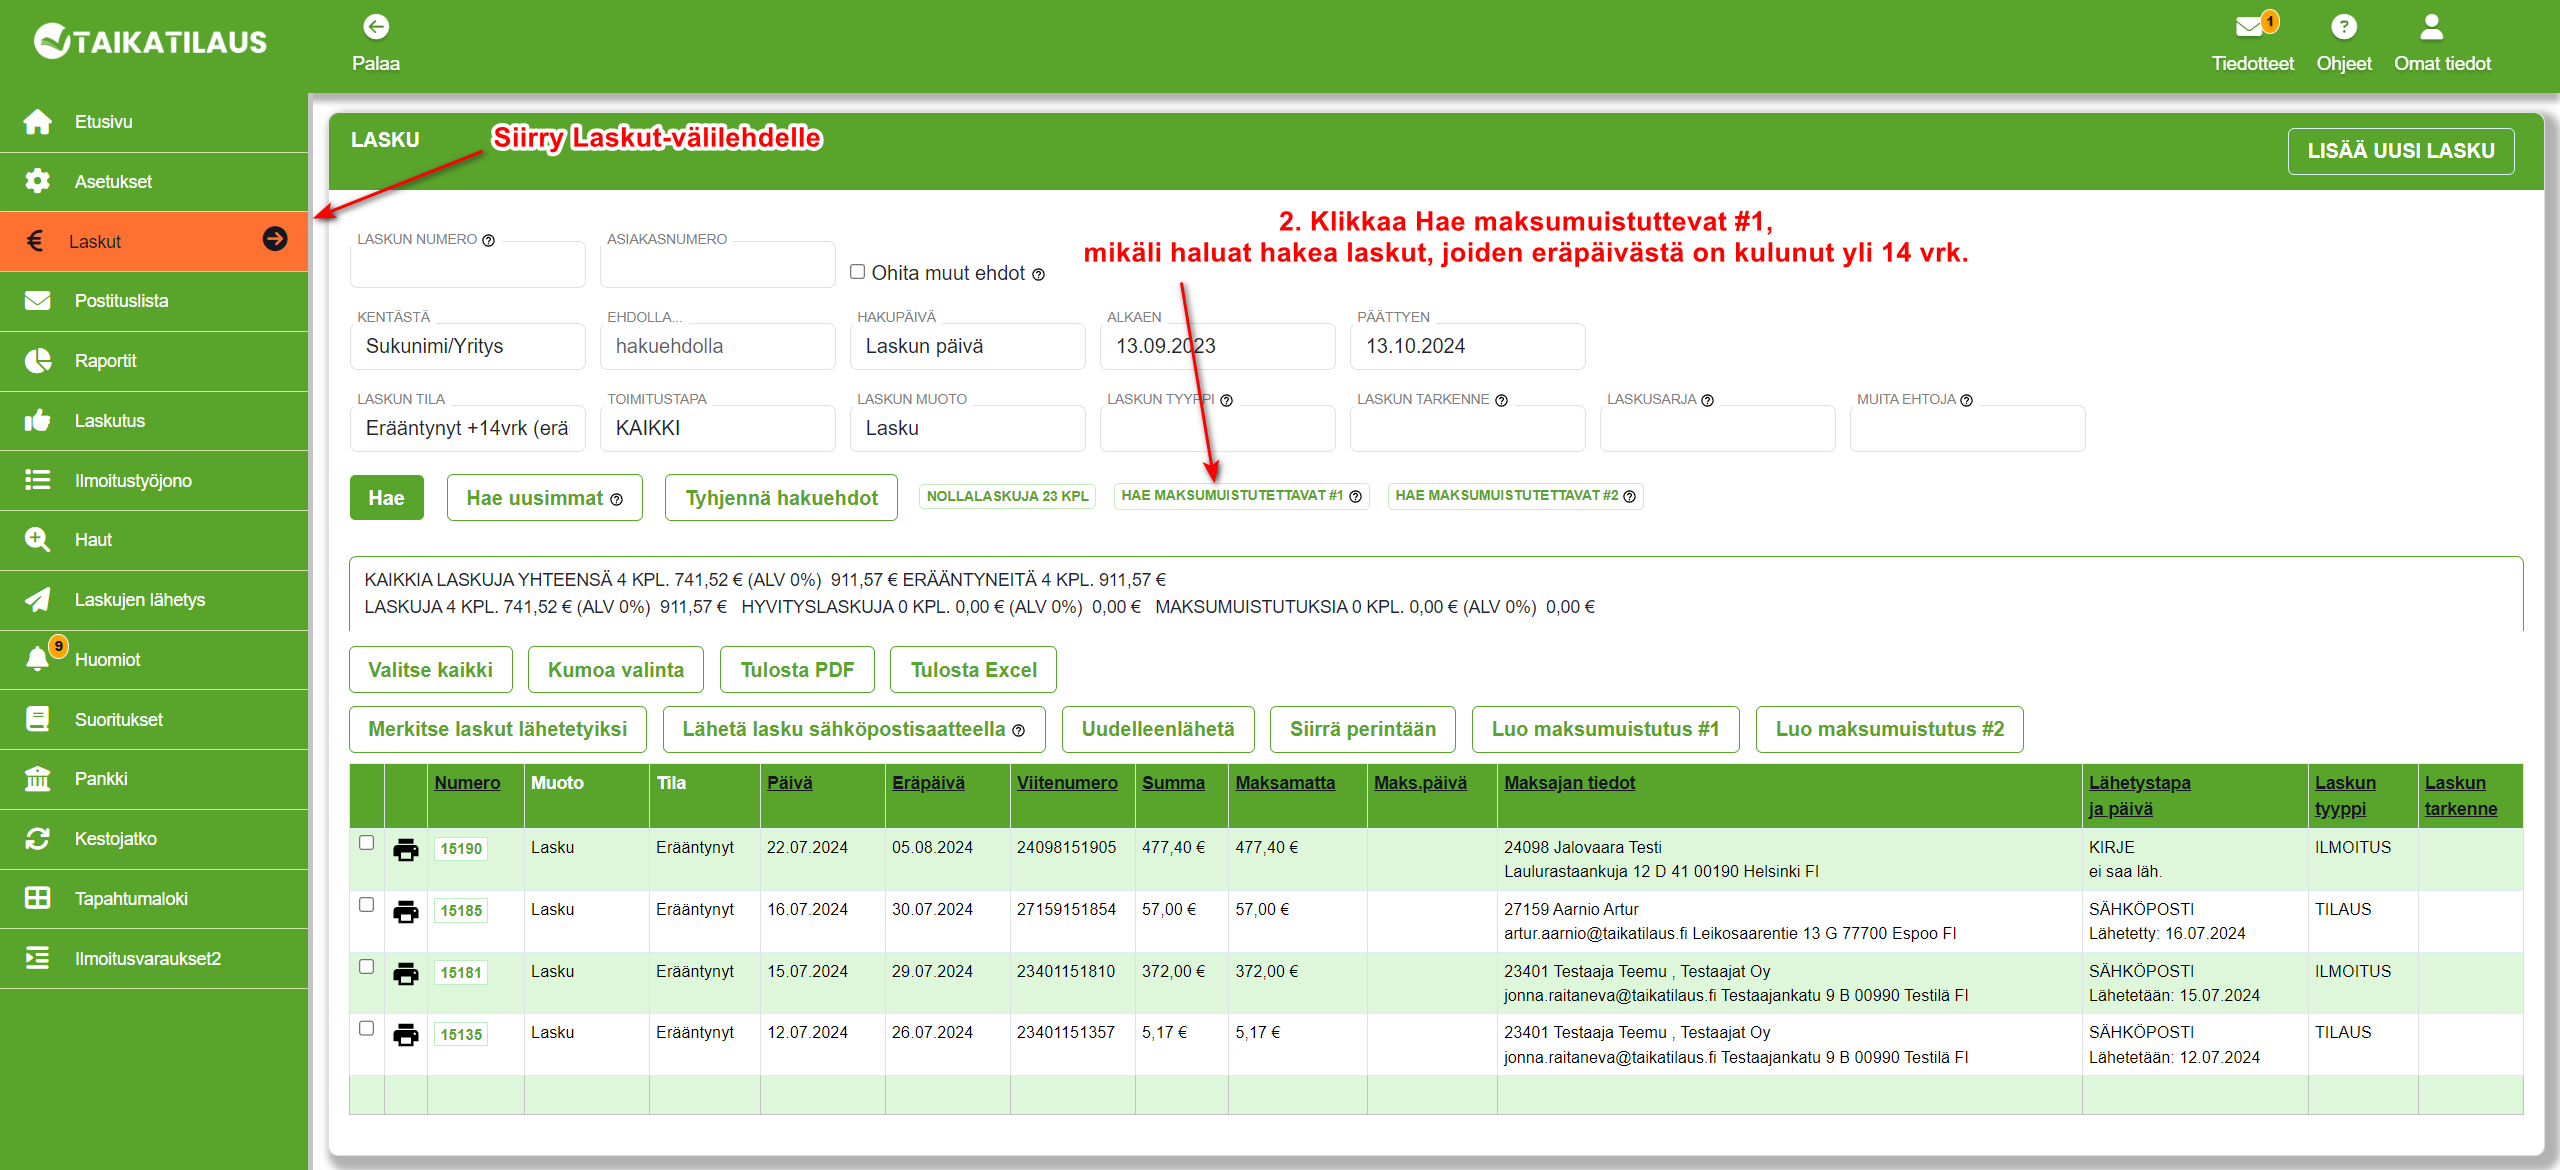 TAIKATILAUS
Palaa
Tiedotteet
1
Ohjeet
Omat tiedot
Etusivu
Asetukset
Laskut
Postituslista
Raportit
Laskutus
Ilmoitustyöjono
Haut
Laskujen lähetys
9
Huomiot
Suoritukset
Pankki
Kestojatko
Tapahtumaloki
Ilmoitusvaraukset2
LASKU
Siirry Laskut-välilehdelle
LISÄÄ UUSI LASKU
2. Klikkaa Hae maksumuistuttevat #1,
mikäli haluat hakea laskut, joiden eräpäivästä on kulunut yli 14 vrk.
LASKUN NUMERO ASIAKASNUMERO
Ohita muut ehdot
KENTÄSTÄ EHDOLLA... HAKUPÄIVÄ ALKAEN PÄÄTTYEN
Sukunimi/Yritys hakuehdolla Laskun päivä 13.09.2023 13.10.2024
LASKUN TILA TOIMITUSTAPA LASKUN MUOTO LASKUN TYYPPI LASKUN TARKENNE LASKUSARJA MUITA EHTOJA
Erääntynyt +14vrk (erä KAIKKI Lasku
Hae Hae uusimmat Tyhjennä hakuehdot NOLLALASKUJA 23 KPL HAE MAKSUMUISTUTETTAVAT #1 HAE MAKSUMUISTUTETTAVAT #2
KAIKKIA LASKUJA YHTEENSÄ 4 KPL. 741,52 € (ALV 0%) 911,57 € ERÄÄNTYNEITÄ 4 KPL. 911,57 €
LASKUJA 4 KPL. 741,52 € (ALV 0%) 911,57 € HYVITYSLASKUJA 0 KPL. 0,00 € (ALV 0%) 0,00 € MAKSUMUISTUTUKSIA 0 KPL. 0,00 € (ALV 0%) 0,00 €
Valitse kaikki Kumoa valinta Tulosta PDF Tulosta Excel
Merkitse laskut lähetetyiksi Lähetä lasku sähköpostisaatteella Uudelleenlähetä Siirrä perintään Luo maksumuistutus #1 Luo maksumuistutus #2
Numero Muoto Tila Päivä Eräpäivä Viitenumero Summa Maksamatta Maks.päivä Maksajan tiedot Lähetystapa Laskun Laskun
ja päivä tyyppi tarkenne
15190 Lasku Erääntynyt 22.07.2024 05.08.2024 24098151905 477,40 € 477,40 € 24098 Jalovaara Testi KIRJE ILMOITUS
Laulurastaankuja 12 D 41 00190 Helsinki FI ei saa läh.
15185 Lasku Erääntynyt 16.07.2024 30.07.2024 27159151854 57,00 € 57,00 € 27159 Aarnio Artur SÄHKÖPOSTI TILAUS
artur.aarnio@taikatilaus.fi Leikosaarentie 13 G 77700 Espoo FI Lähetetty: 16.07.2024
15181 Lasku Erääntynyt 15.07.2024 29.07.2024 23401151810 372,00 € 372,00 € 23401 Testaaja Teemu , Testaajat Oy SÄHKÖPOSTI ILMOITUS
jonna.raitaneva@taikatilaus.fi Testaajankatu 9 B 00990 Testilä FI Lähetetään: 15.07.2024
15135 Lasku Erääntynyt 12.07.2024 26.07.2024 23401151357 5,17 € 5,17 € 23401 Testaaja Teemu , Testaajat Oy SÄHKÖPOSTI TILAUS
jonna.raitaneva@taikatilaus.fi Testaajankatu 9 B 00990 Testilä FI Lähetetään: 12.07.2024